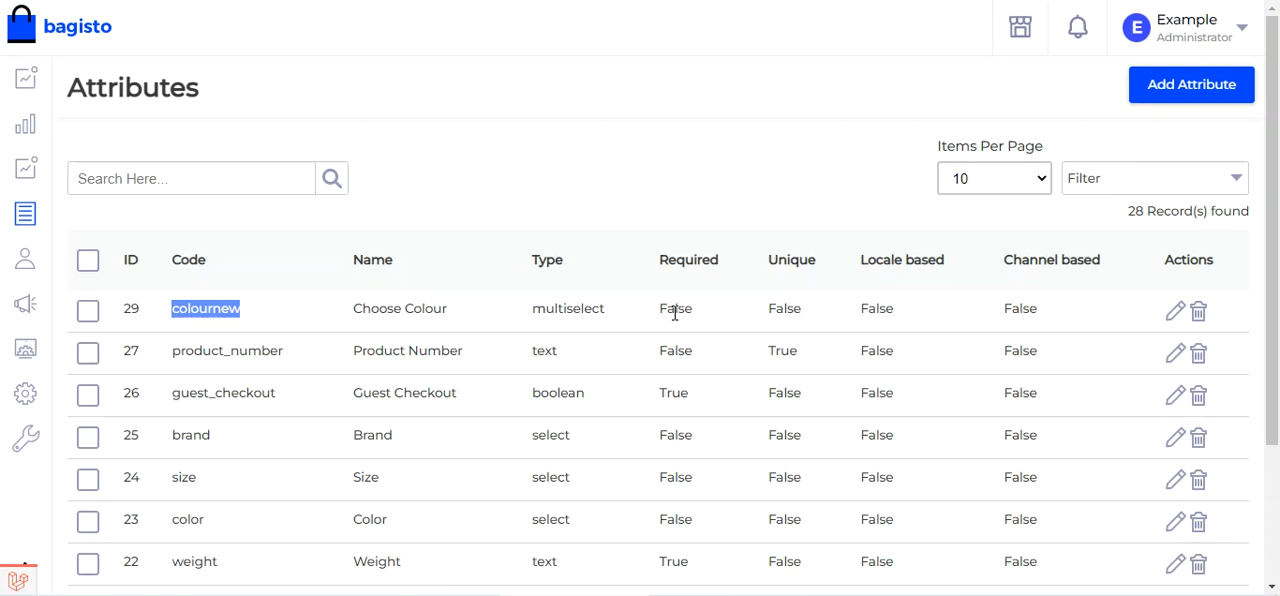 bagisto
E
Example
Administrator
Attributes
Add Attribute
Items Per Page
Search Here...
10
Filter
28 Record(s) found
ID Code Name Type Required Unique Locale based Channel based Actions
29 colournew Choose Colour multiselect False False False False
27 product_number Product Number text False True False False
26 guest_checkout Guest Checkout boolean True False False False
25 brand Brand select False False False False
24 size Size select False False False False
23 color Color select False False False False
22 weight Weight text True False False False